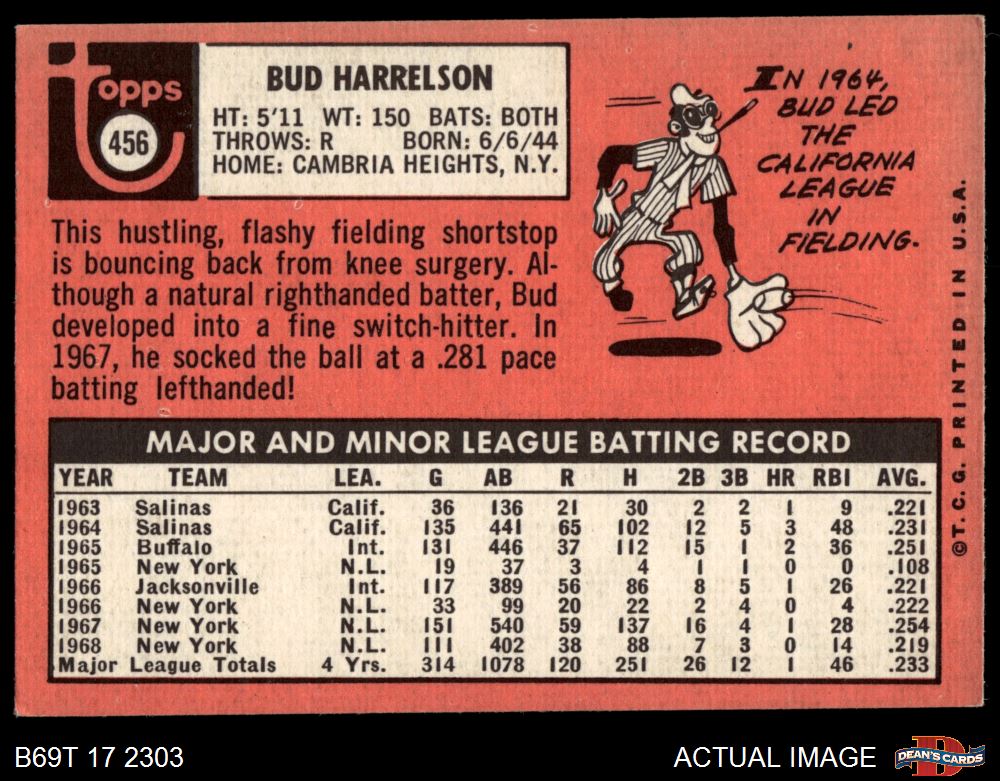 topps
456
BUD HARRELSON
HT: 5'11 WT: 150 BATS: BOTH
THROWS: R BORN: 6/6/44
HOME: CAMBRIA HEIGHTS, N.Y.
This hustling, flashy fielding shortstop
is bouncing back from knee surgery. Al-
though a natural righthanded batter, Bud
developed into a fine switch-hitter. In
1967, he socked the ball at a .281 pace
batting lefthanded!
IN 1964,
BUD LED
THE
CALIFORNIA
LEAGUE
IN
FIELDING.
©T.C.G. PRINTED IN U.S.A.
MAJOR AND MINOR LEAGUE BATTING RECORD
YEAR TEAM LEA. G AB R H 2B 3B HR RBI AVG.
1963 Salinas Calif. 36 136 21 30 2 2 1 9 .221
1964 Salinas Calif. 135 441 65 102 12 5 3 48 .231
1965 Buffalo Int. 131 446 37 112 15 1 2 36 .251
1965 New York N.L. 19 37 3 4 1 1 0 0 .108
1966 Jacksonville Int. 117 389 56 86 8 5 1 26 .221
1966 New York N.L. 33 99 20 22 2 4 0 4 .222
1967 New York N.L. 151 540 59 137 16 4 1 28 .254
1968 New York N.L. 111 402 38 88 7 3 0 14 .219
Major League Totals 4 Yrs. 314 1078 120 251 26 12 1 46 .233
B69T 17 2303
ACTUAL IMAGE
D
DEAN'S CARDS